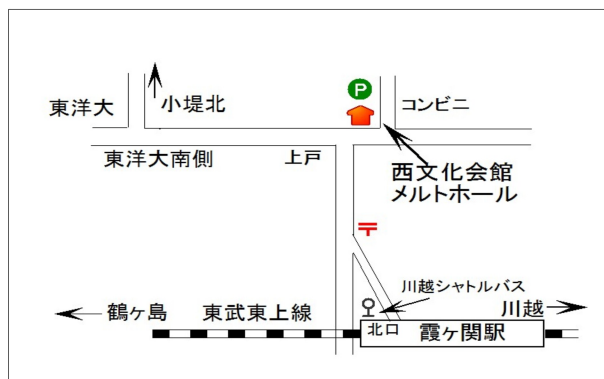 P
東洋大
小堤北
コンビニ
東洋大南側
上戸
西文化会館
メルトホール
〒
川越シャトルバス
鶴ヶ島
東武東上線
川越
北口
霞ヶ関駅